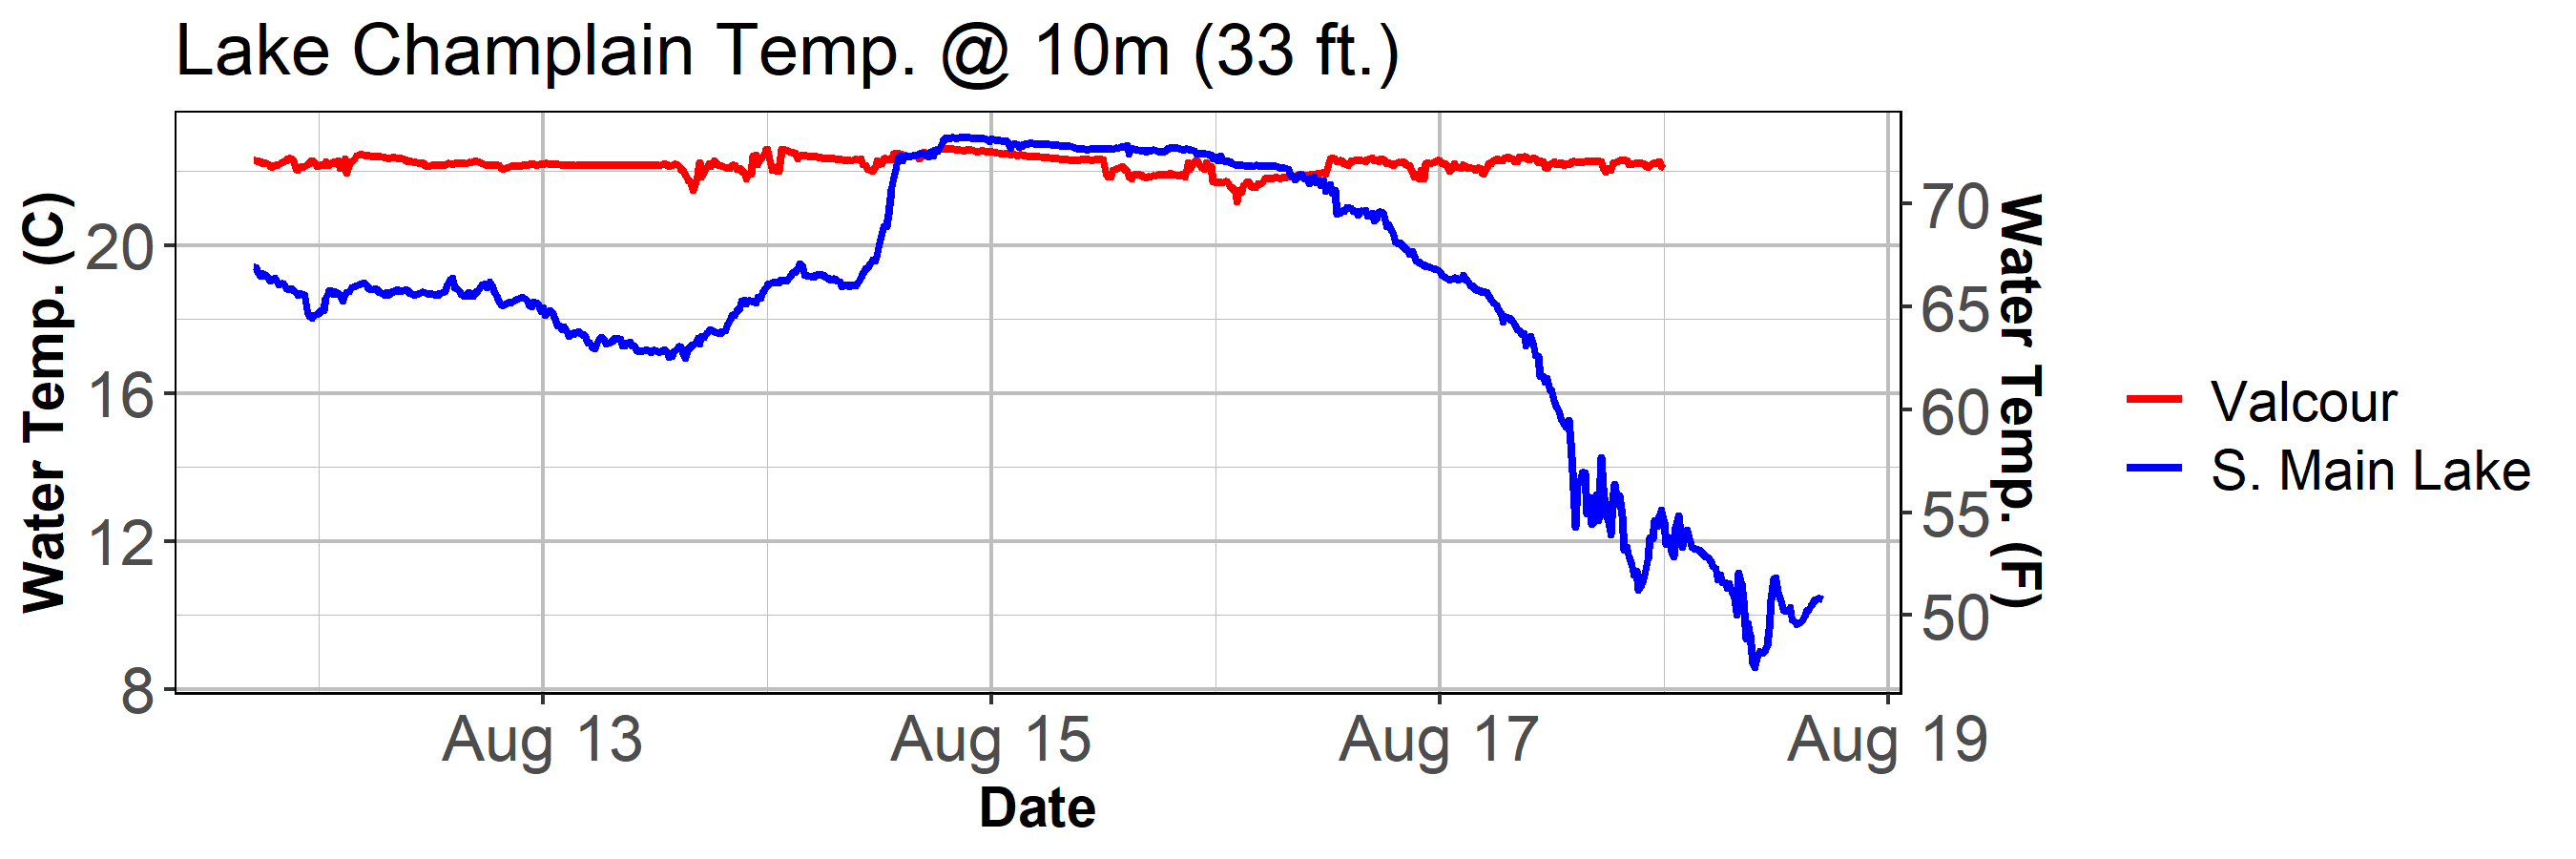 Lake Champlain Temp. @ 10m (33 ft.)
Water Temp. (C)
20
16
12
8
70
65
60
55
50
Water Temp. (F)
Valcour
S. Main Lake
Aug 13
Aug 15
Aug 17
Aug 19
Date